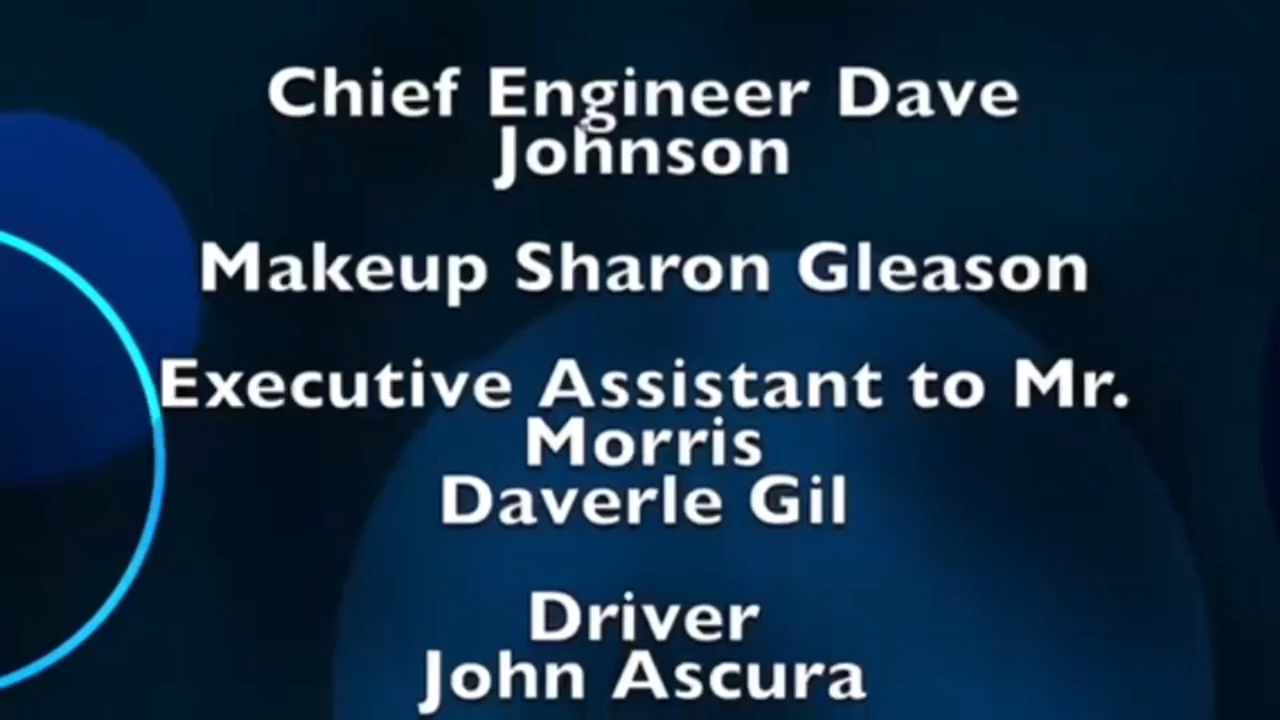 Chief Engineer Dave
Johnson
Makeup Sharon Gleason
Executive Assistant to Mr.
Morris
Daverle Gil
Driver
John Ascura